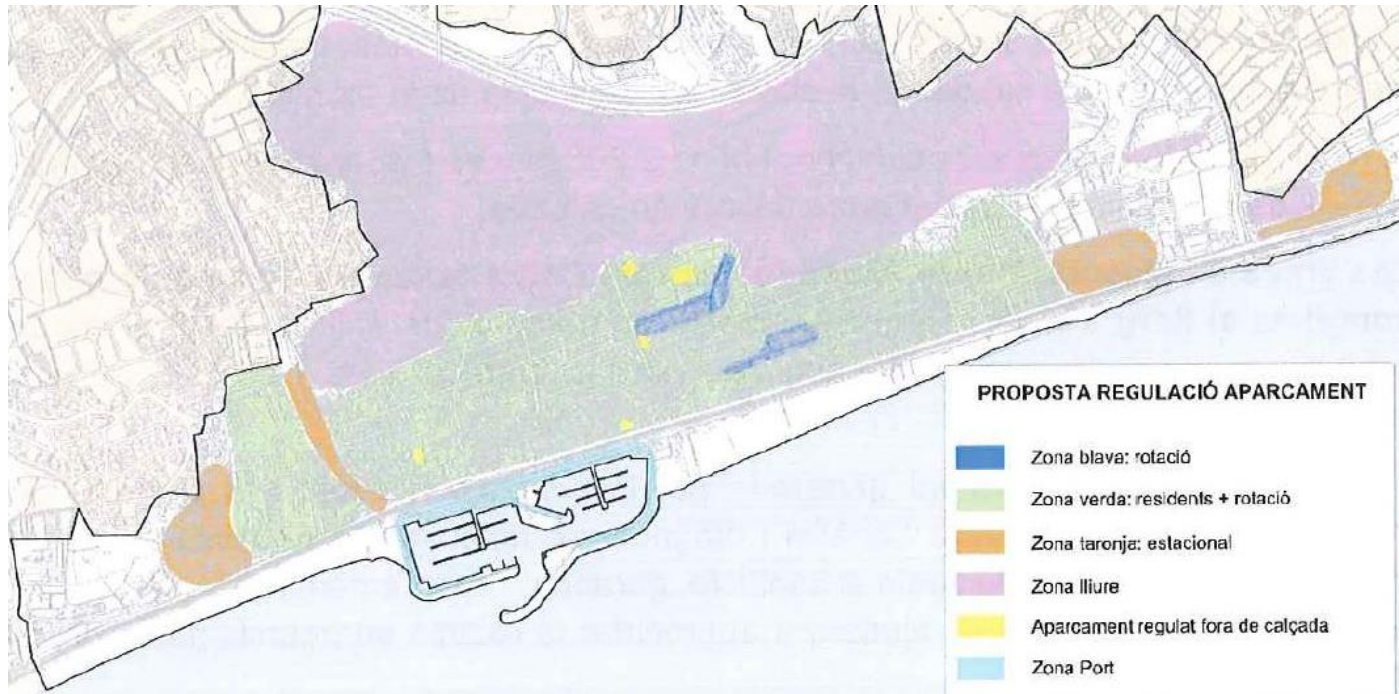 PROPOSTA REGULACIÓ APARCAMENT
Zona blava: rotació
Zona verda: residents + rotació
Zona taronja: estacional
Zona lliure
Aparcament regulat fora de calçada
Zona Port